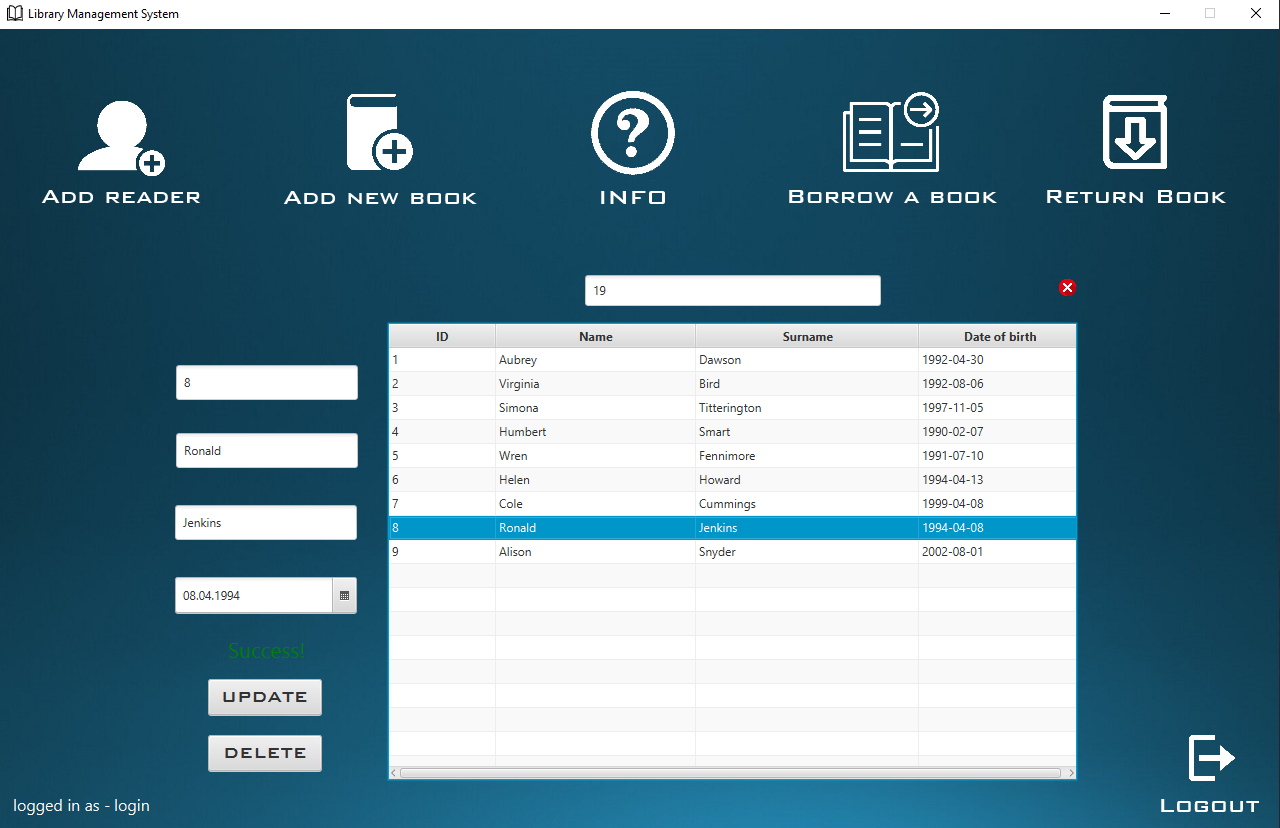 Library Management System
ADD READER
ADD NEW BOOK
INFO
BORROW A BOOK
RETURN BOOK
19
ID Name Surname Date of birth
1 Aubrey Dawson 1992-04-30
2 Virginia Bird 1992-08-06
3 Simona Titterington 1997-11-05
4 Humbert Smart 1990-02-07
5 Wren Fennimore 1991-07-10
6 Helen Howard 1994-04-13
7 Cole Cummings 1999-04-08
8 Ronald Jenkins 1994-04-08
9 Alison Snyder 2002-08-01
8
Ronald
Jenkins
08.04.1994
Success!
UPDATE
DELETE
logged in as - login
LOGOUT